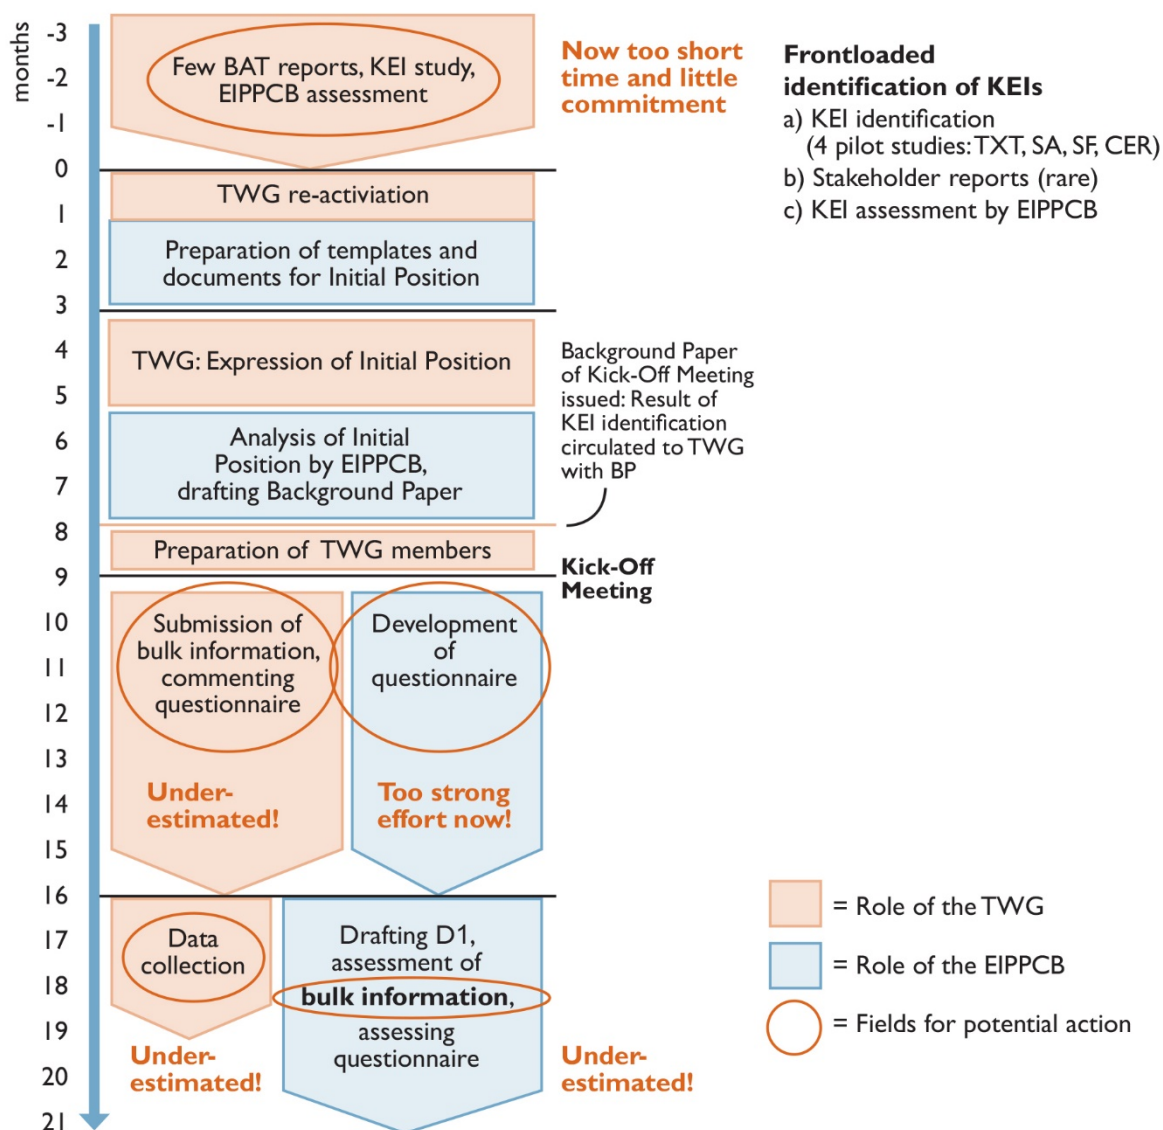 months
-3
-2
-1
0
1
2
3
4
5
6
7
8
9
10
11
12
13
14
15
16
17
18
19
20
21
Few BAT reports, KEI study,
EIPPCB assessment
Now too short
time and little
commitment
Frontloaded
identification of KEIs
a) KEI identification
(4 pilot studies: TXT, SA, SF, CER)
b) Stakeholder reports (rare)
c) KEI assessment by EIPPCB
TWG re-activiation
Preparation of templates and
documents for Initial Position
TWG: Expression of Initial Position
Analysis of Initial
Position by EIPPCB,
drafting Background Paper
Background Paper
of Kick-Off Meeting
issued: Result of
KEI identification
circulated to TWG
with BP
Preparation of TWG members
Kick-Off
Meeting
Submission of
bulk information,
commenting
questionnaire
Under-
estimated!
Development
of
questionnaire
Too strong
effort now!
Data
collection
Under-
estimated!
Drafting D1,
assessment of
bulk information,
assessing
questionnaire
Under-
estimated!
= Role of the TWG
= Role of the EIPPCB
= Fields for potential action